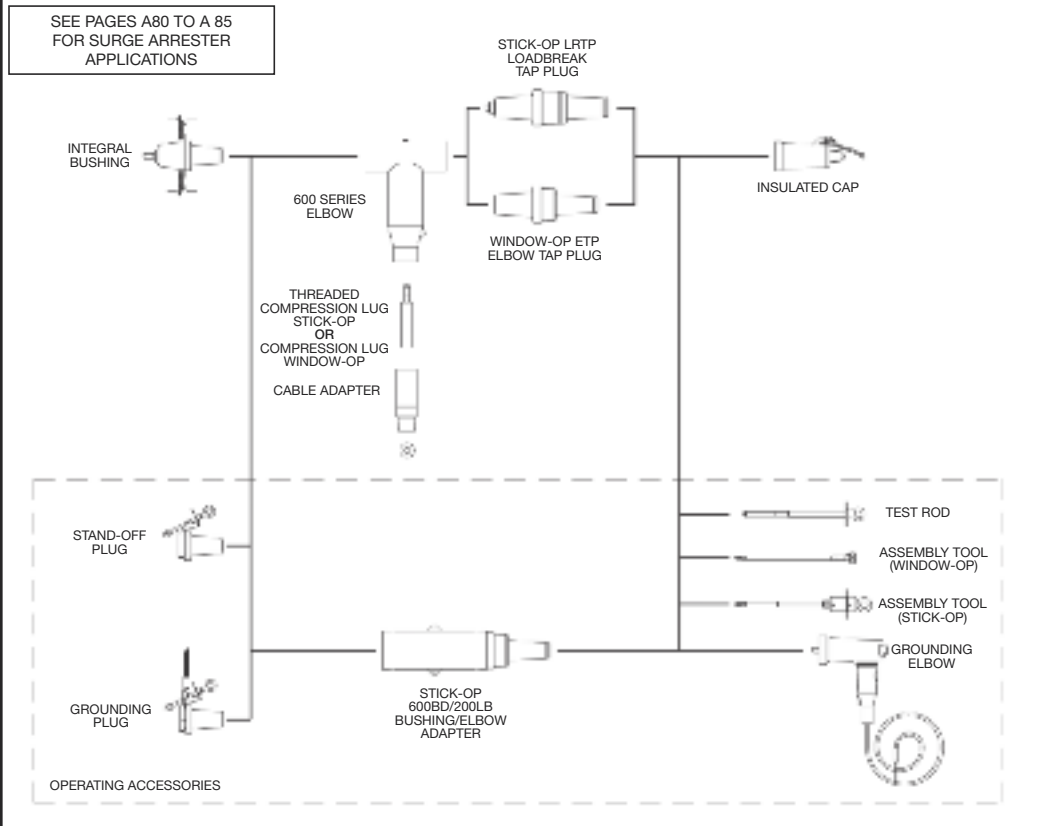 SEE PAGES A80 TO A 85
FOR SURGE ARRESTER
APPLICATIONS
STICK-OP LRTP
LOADBREAK
TAP PLUG
INTEGRAL
BUSHING
600 SERIES
ELBOW
INSULATED CAP
WINDOW-OP ETP
ELBOW TAP PLUG
THREADED
COMPRESSION LUG
STICK-OP
OR
COMPRESSION LUG
WINDOW-OP
CABLE ADAPTER
STAND-OFF
PLUG
TEST ROD
ASSEMBLY TOOL
(WINDOW-OP)
ASSEMBLY TOOL
(STICK-OP)
GROUNDING
ELBOW
GROUNDING
PLUG
STICK-OP
600BD/200LB
BUSHING/ELBOW
ADAPTER
OPERATING ACCESSORIES